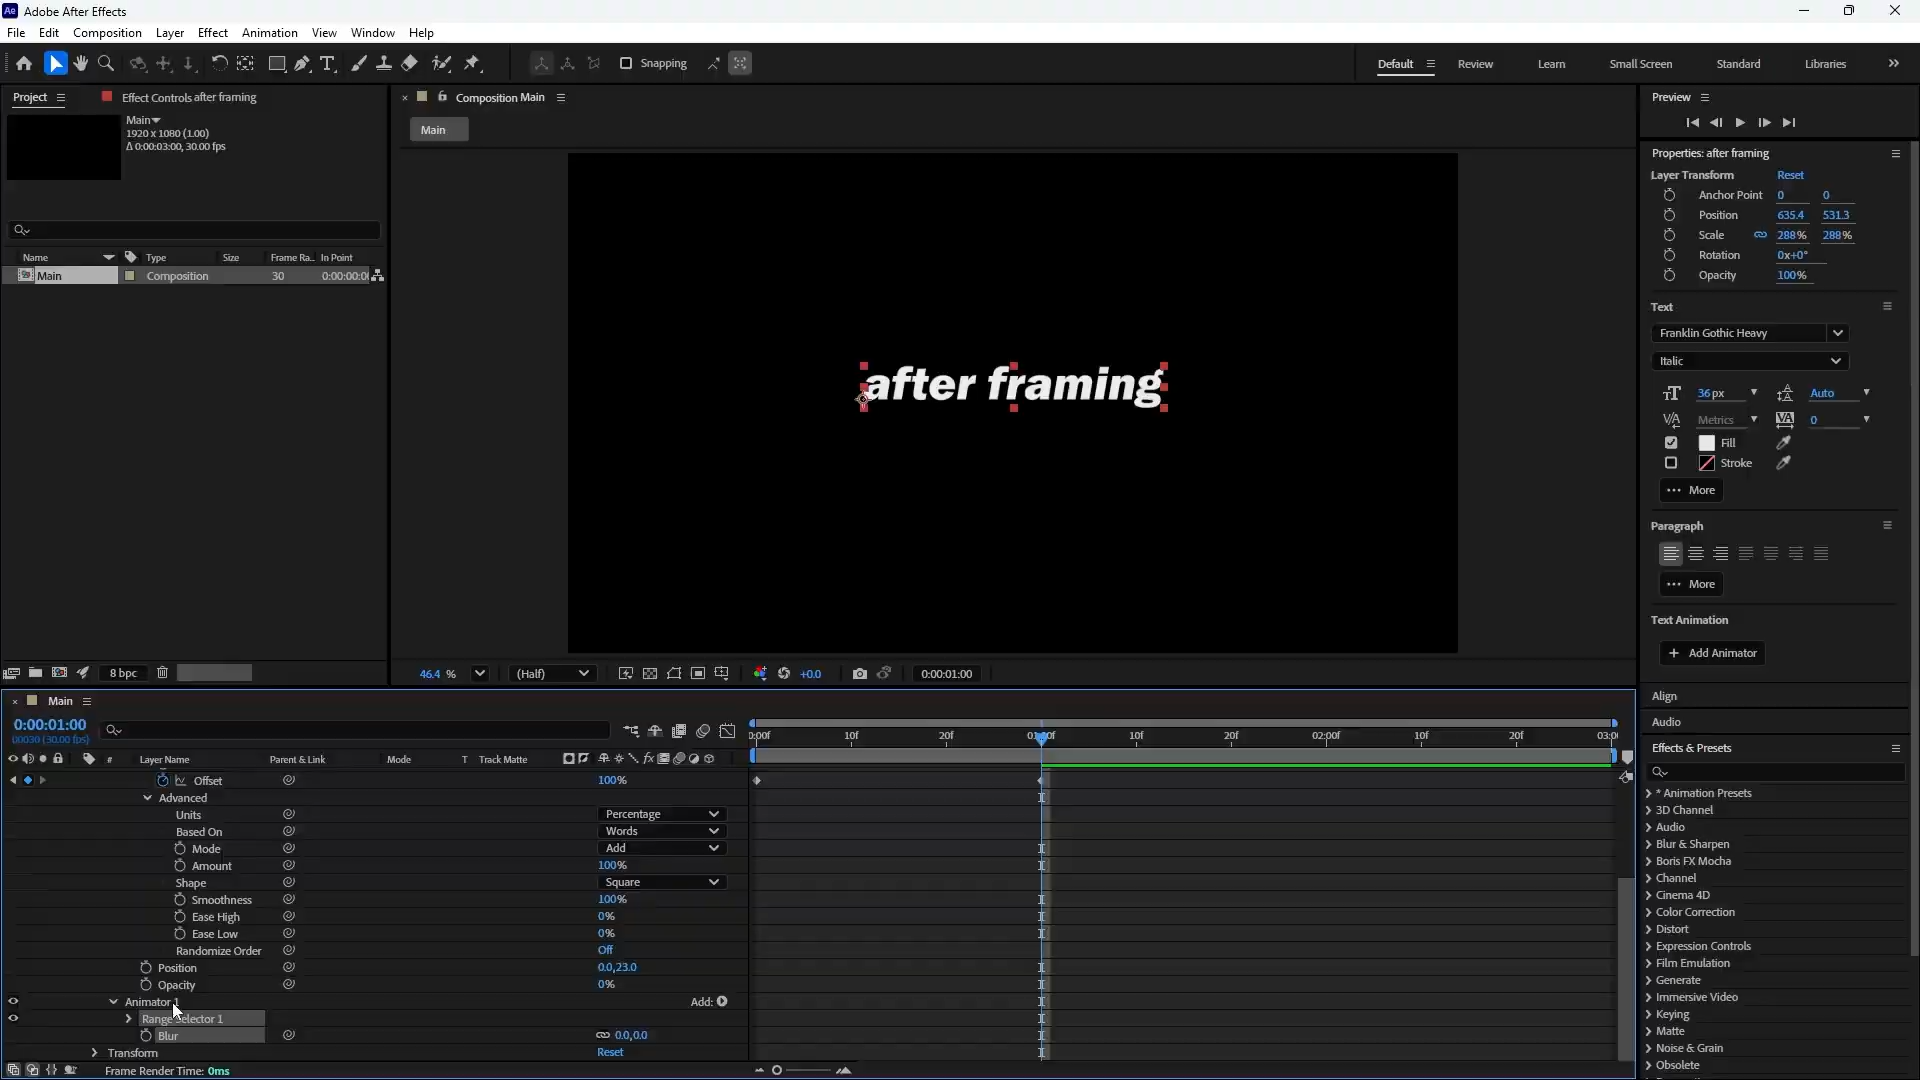 Ae Adobe After Effects
File Edit Composition Layer Effect Animation View Window Help
Snapping Default Review Learn Small Screen Standard Libraries
Project Effect Controls after framing
Main
1920 x 1080 (1.00)
Δ 0:00:03:00, 30.00 fps
Name Type Size Frame Ra... In Point
Main Composition 30 0:00:00:0
8 bpc
Composition Main
Main
after framing
46.4 % (Half) +0.0 0:00:01:00
Preview
Properties: after framing
Layer Transform Reset
Anchor Point 0 0
Position 635.4 531.3
Scale 288% 288%
Rotation 0x+0°
Opacity 100%
Text
Franklin Gothic Heavy
Italic
36 px Auto
Metrics 0
Fill
Stroke
More
Paragraph
More
Text Animation
Add Animator
Align
Audio
Effects & Presets
* Animation Presets
3D Channel
Audio
Blur & Sharpen
Boris FX Mocha
Channel
Cinema 4D
Color Correction
Distort
Expression Controls
Film Emulation
Generate
Immersive Video
Keying
Matte
Noise & Grain
Obsolete
Main
0:00:01:00
00030 (30.00 fps)
0:00f 10f 20f 10f 20f 02:00f 10f 20f 03:0
# Layer Name Parent & Link Mode T Track Matte
Offset 100%
Advanced
Units Percentage
Based On Words
Mode Add
Amount 100%
Shape Square
Smoothness 100%
Ease High 0%
Ease Low 0%
Randomize Order Off
Position 0.0,23.0
Opacity 0%
Animator 1 Add:
Range Selector 1
Blur 0.0,0.0
Transform Reset
Frame Render Time: 0ms